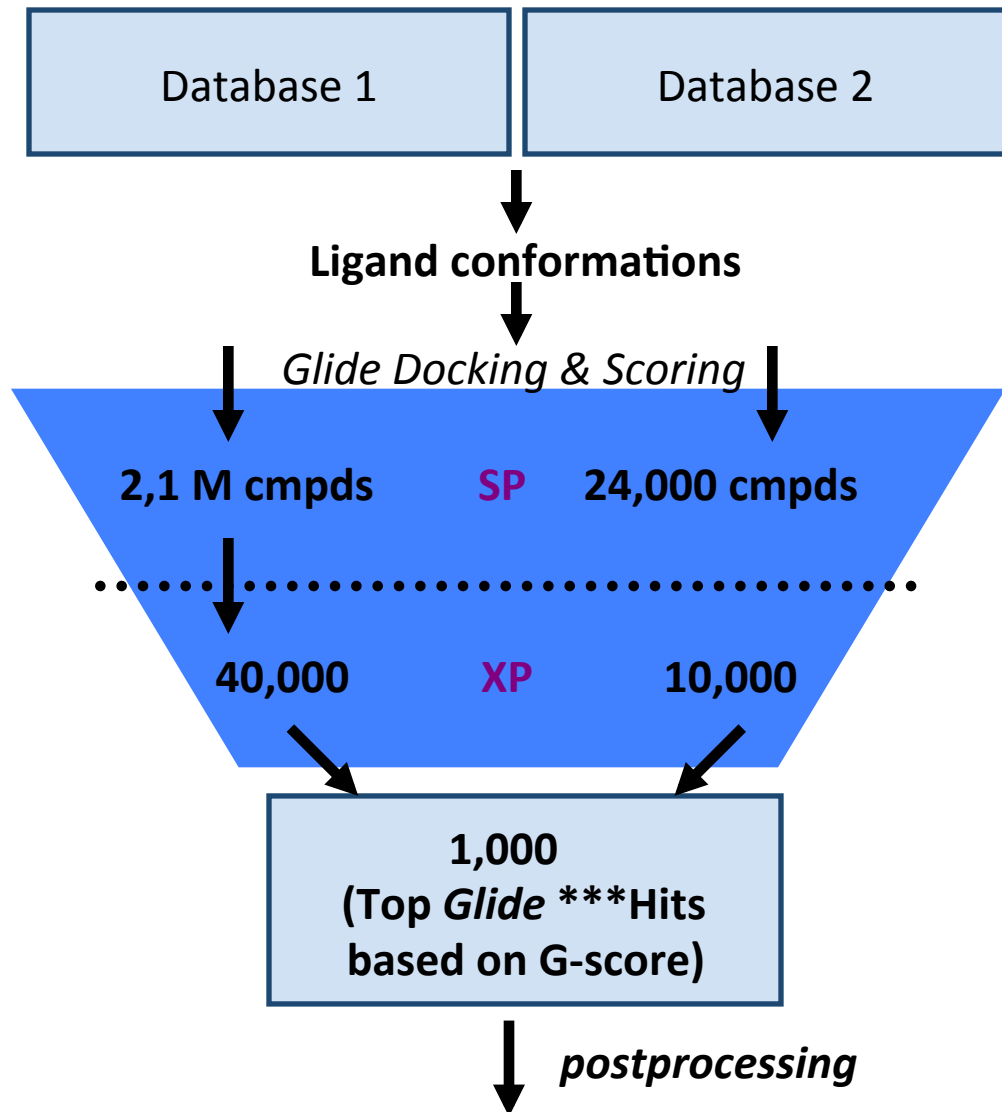 Database 1
Database 2
Ligand conformations
Glide Docking & Scoring
2,1 M cmpds SP 24,000 cmpds
40,000 XP 10,000
1,000
(Top Glide ***Hits
based on G-score)
postprocessing